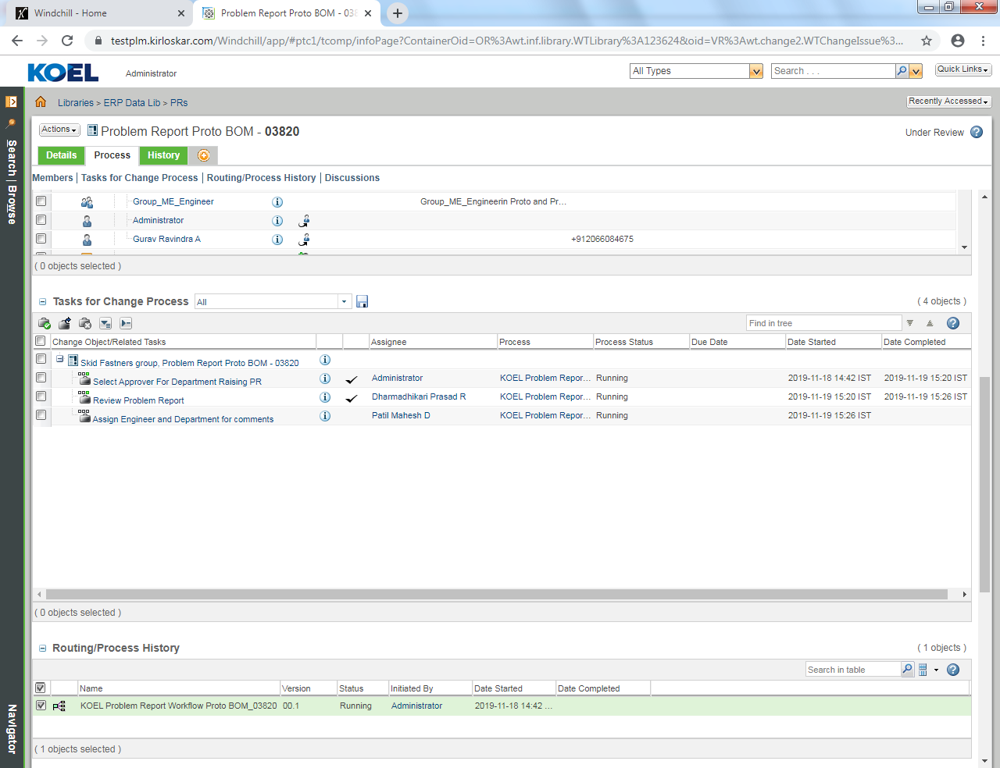 Windchill - Home
Problem Report Proto BOM - 038
testplm.kirloskar.com/Windchill/app/#ptc1/tcomp/infoPage?ContainerOid=OR%3Awt.inf.library.WTLibrary%3A123624&oid=VR%3Awt.change2.WTChangeIssue%3...
KOEL Administrator All Types Search . . . Quick Links
Libraries > ERP Data Lib > PRs Recently Accessed
Actions Problem Report Proto BOM - 03820 Under Review
Details Process History
Members | Tasks for Change Process | Routing/Process History | Discussions
Search | Browse
Group_ME_Engineer Group_ME_Engineerin Proto and Pr...
Administrator
Gurav Ravindra A +912066084675
( 0 objects selected )
Tasks for Change Process All ( 4 objects )
Find in tree
Change Object/Related Tasks Assignee Process Process Status Due Date Date Started Date Completed
Skid Fastners group, Problem Report Proto BOM - 03820
Select Approver For Department Raising PR Administrator KOEL Problem Repor... Running 2019-11-18 14:42 IST 2019-11-19 15:20 IST
Review Problem Report Dharmadhikari Prasad R KOEL Problem Repor... Running 2019-11-19 15:20 IST 2019-11-19 15:26 IST
Assign Engineer and Department for comments Patil Mahesh D KOEL Problem Repor... Running 2019-11-19 15:26 IST
( 0 objects selected )
Routing/Process History ( 1 objects )
Search in table
Name Version Status Initiated By Date Started Date Completed
KOEL Problem Report Workflow Proto BOM_03820 00.1 Running Administrator 2019-11-18 14:42 ...
Navigator
( 1 objects selected )